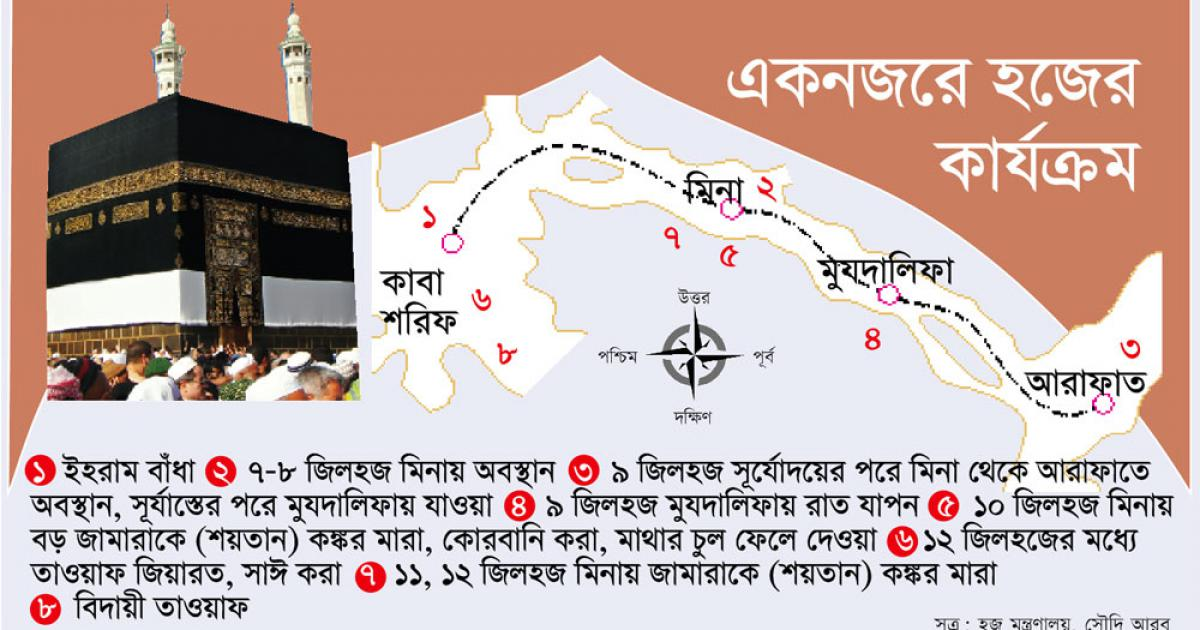 একনজরে হজের
কার্যক্রম
মিনা ২
১
৭
৫
মুযদালিফা
কাবা
শরিফ
৬
উত্তর
৪
৩
৮
পশ্চিম
পূর্ব
আরাফাত
দক্ষিণ
১ ইহরাম বাঁধা ২ ৭-৮ জিলহজ মিনায় অবস্থান ৩ ৯ জিলহজ সূর্যোদয়ের পরে মিনা থেকে আরাফাতে
অবস্থান, সূর্যাস্তের পরে মুযদালিফায় যাওয়া ৪ ৯ জিলহজ মুযদালিফায় রাত যাপন ৫ ১০ জিলহজ মিনায়
বড় জামারাকে (শয়তান) কঙ্কর মারা, কোরবানি করা, মাথার চুল ফেলে দেওয়া ৬ ১২ জিলহজের মধ্যে
তাওয়াফ জিয়ারত, সাঈ করা ৭ ১১, ১২ জিলহজ মিনায় জামারাকে (শয়তান) কঙ্কর মারা
৮ বিদায়ী তাওয়াফ
সূত্র : হজ মন্ত্রণালয়, সৌদি আরব